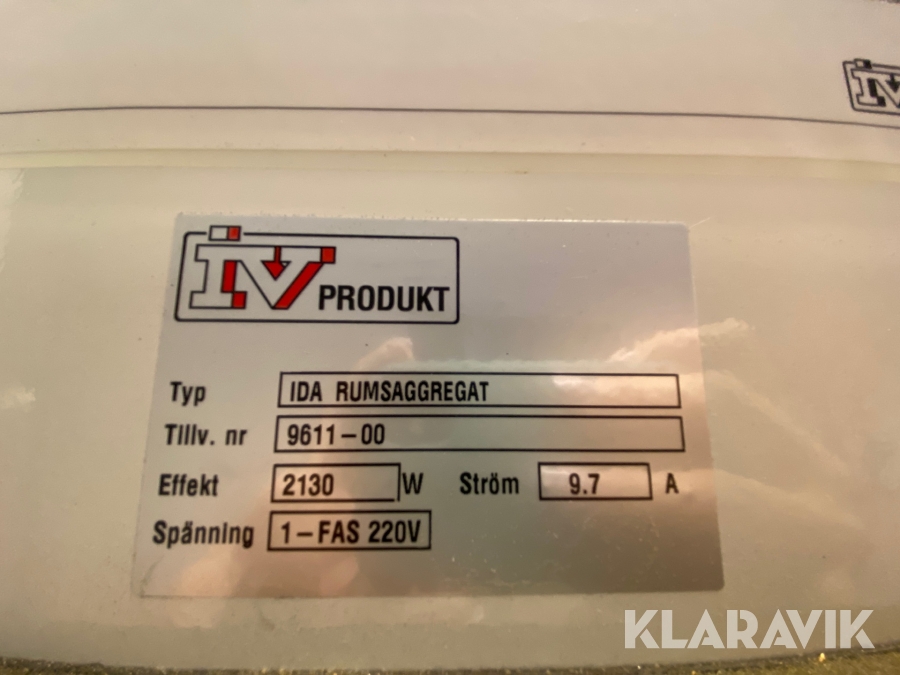 IV
IV PRODUKT
Typ IDA RUMSAGGREGAT
Tillv. nr 9611-00
Effekt 2130 W Ström 9.7 A
Spänning 1-FAS 220V
KLARAVIK